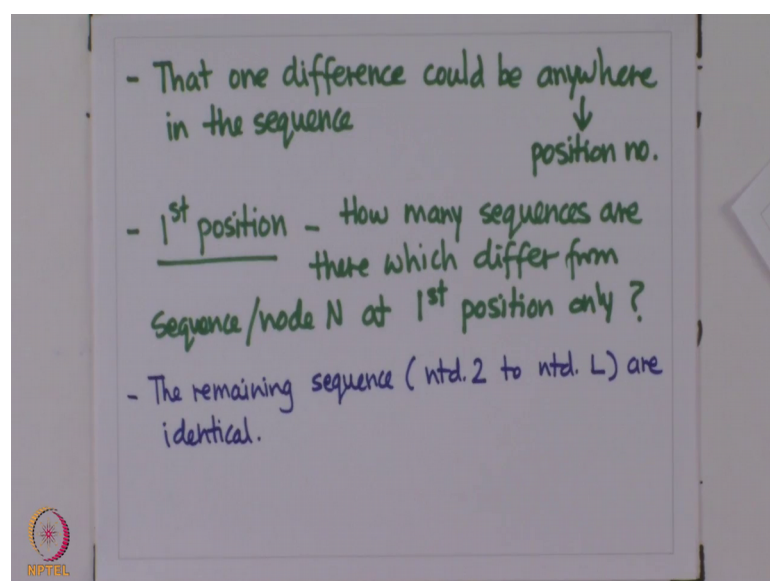 - That one difference could be anywhere
in the sequence
↓
position no.
- 1st position - How many sequences are
there which differ from
sequence/node N at 1st position only?
- The remaining sequence (ntd. 2 to ntd. L) are
identical.
NPTEL